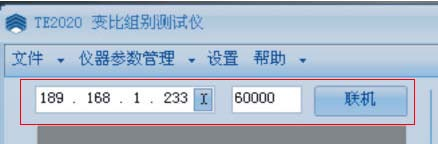 TE2020 变比组别测试仪
文件 仪器参数管理 设置 帮助
189 . 168 . 1 . 233 60000 联机